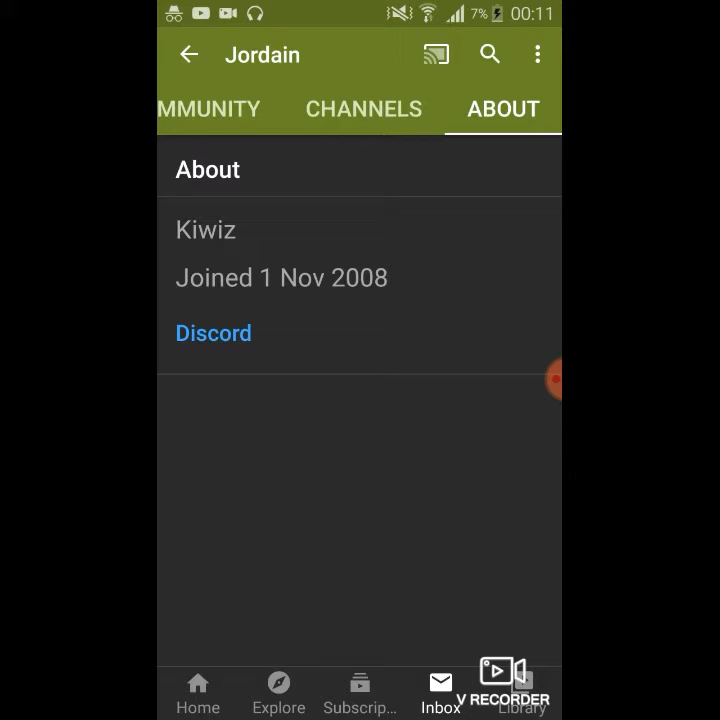 7% 00:11
Jordain
MMUNITY CHANNELS ABOUT
About
Kiwiz
Joined 1 Nov 2008
Discord
Home Explore Subscrip... Inbox Library
V RECORDER